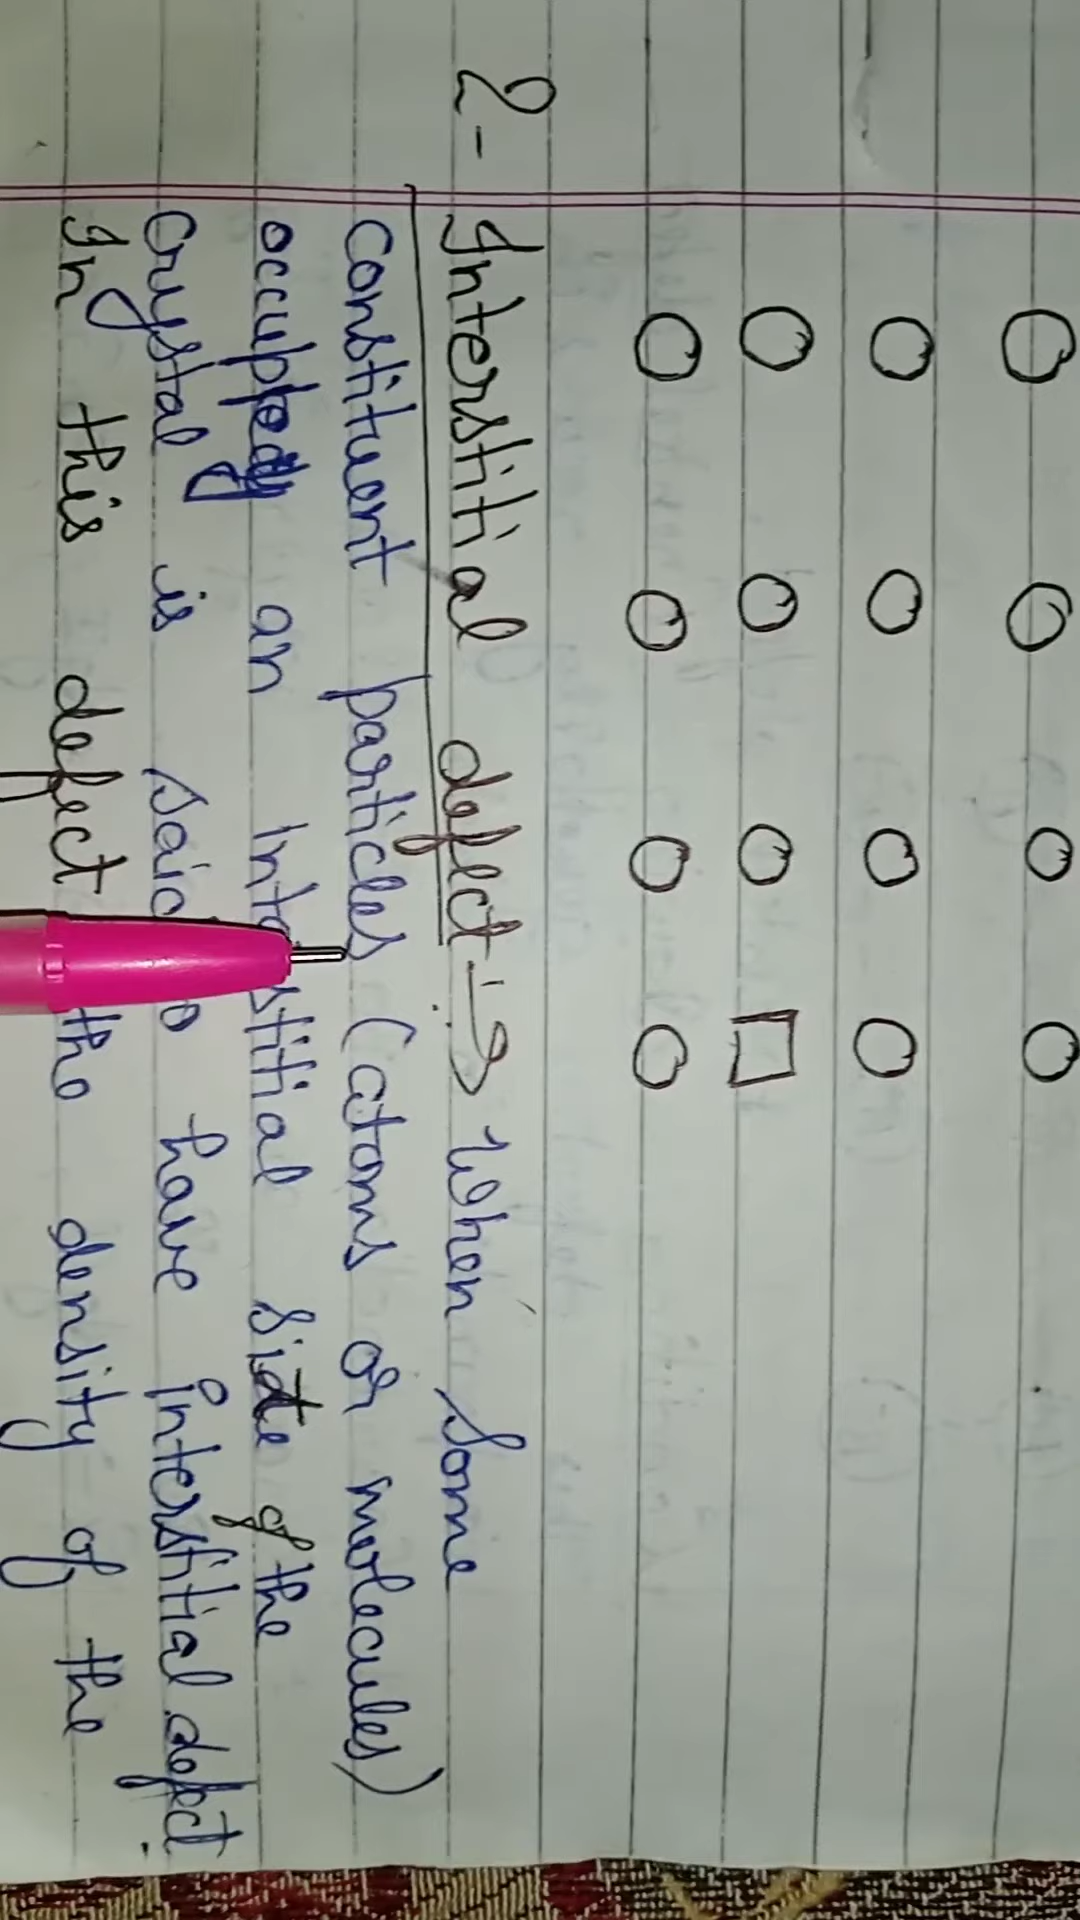 2- Interstitial defect :→ When Some
Constituent particles (atoms or molecules)
occupied an Interstitial Site of the
Crystal is said to have interstitial defect.
In this defect the density of the